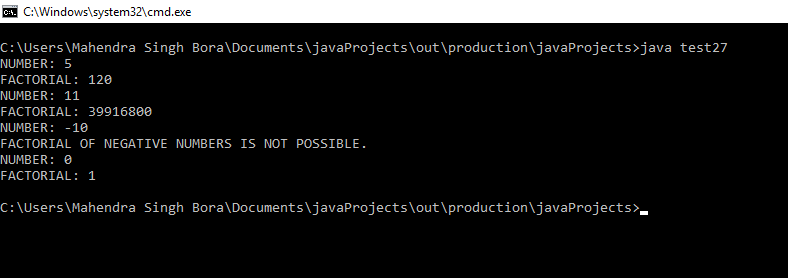 C:\Windows\system32\cmd.exe
C:\Users\Mahendra Singh Bora\Documents\javaProjects\out\production\javaProjects>java test27
NUMBER: 5
FACTORIAL: 120
NUMBER: 11
FACTORIAL: 39916800
NUMBER: -10
FACTORIAL OF NEGATIVE NUMBERS IS NOT POSSIBLE.
NUMBER: 0
FACTORIAL: 1
C:\Users\Mahendra Singh Bora\Documents\javaProjects\out\production\javaProjects>